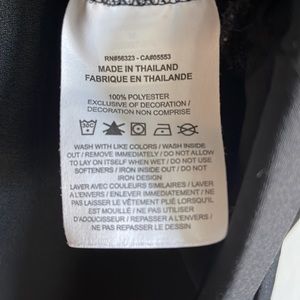 RN#56323 - CA#05553
MADE IN THAILAND
FABRIQUE EN THAILANDE
100% POLYESTER
EXCLUSIVE OF DECORATION /
DECORATION NON COMPRISE
30C
WASH WITH LIKE COLORS / WASH INSIDE
OUT / REMOVE IMMEDIATELY / DO NOT ALLOW
TO LAY ON ITSELF WHEN WET / DO NOT USE
SOFTENERS / IRON INSIDE OUT / DO NOT
IRON DESIGN
LAVER AVEC COULEURS SIMILAIRES / LAVER
A L'ENVERS / ENLEVER IMMEDIATEMENT / NE
PAS LAISSER LE VÊTEMENT PLIÉ LORSQU'IL
EST MOUILLÉ / NE PAS UTILISER
D'ADOUCISSEUR / REPASSER À L'ENVERS /
NE PAS REPASSER LE DESSIN